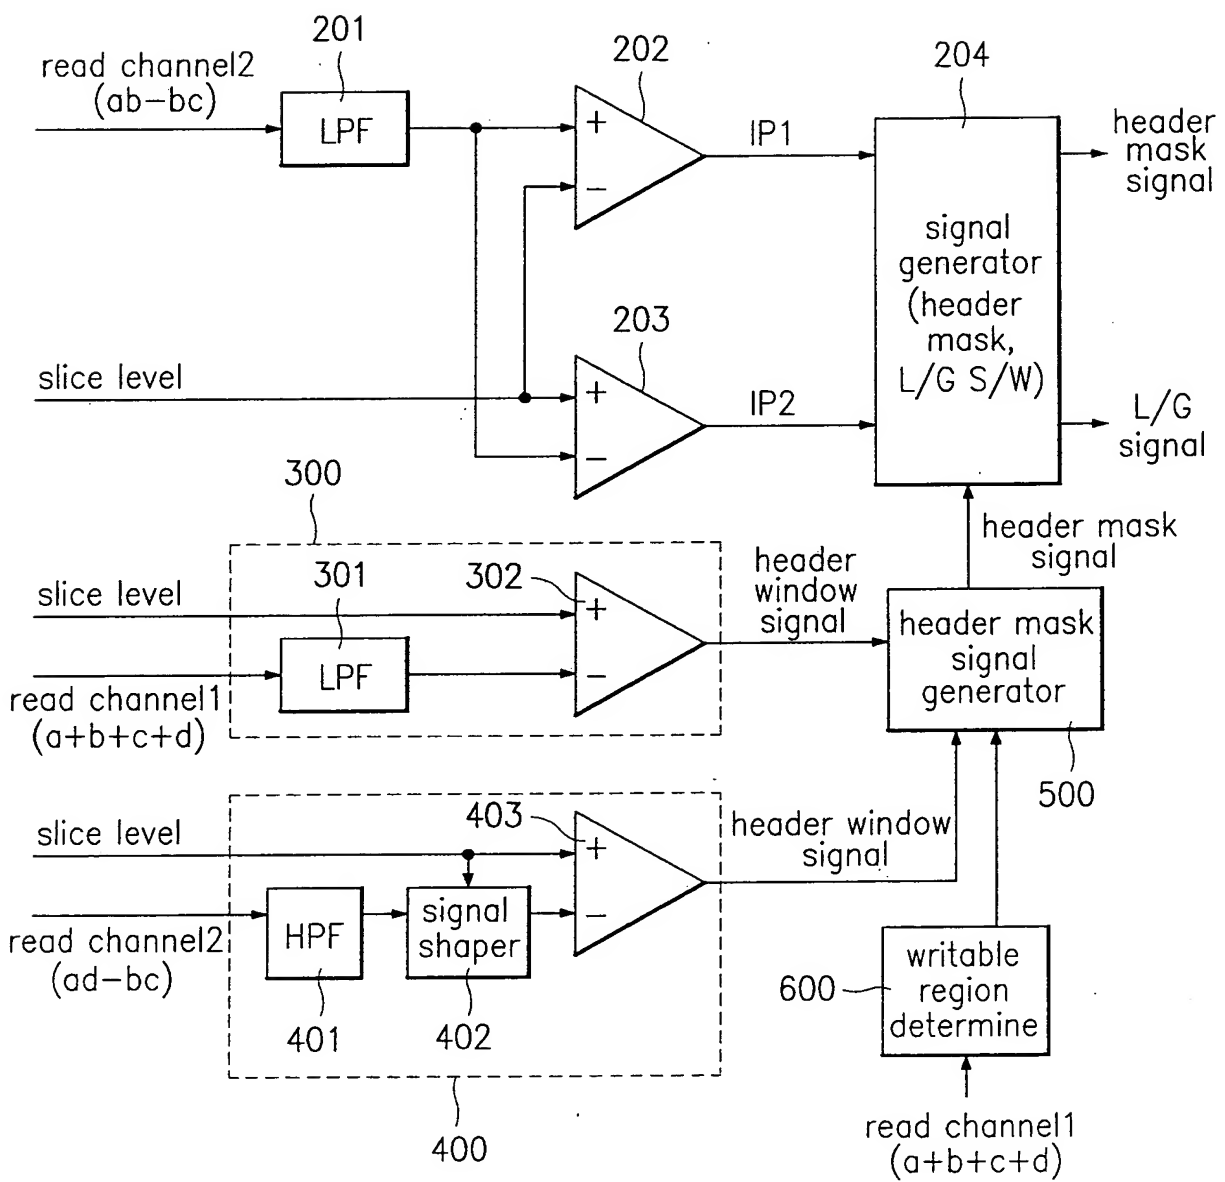 201
202
204
read channel2
(ab-bc)
LPF
+
−
IP1
header
mask
signal
signal
generator
(header
mask,
L/G S/W)
203
slice level
+
−
IP2
L/G
signal
300
header mask
signal
301
302
slice level
+
−
LPF
read channel1
(a+b+c+d)
header
window
signal
header mask
signal
generator
500
403
slice level
+
−
header window
signal
HPF
signal
shaper
read channel2
(ad-bc)
401
402
400
600
writable
region
determine
read channel1
(a+b+c+d)